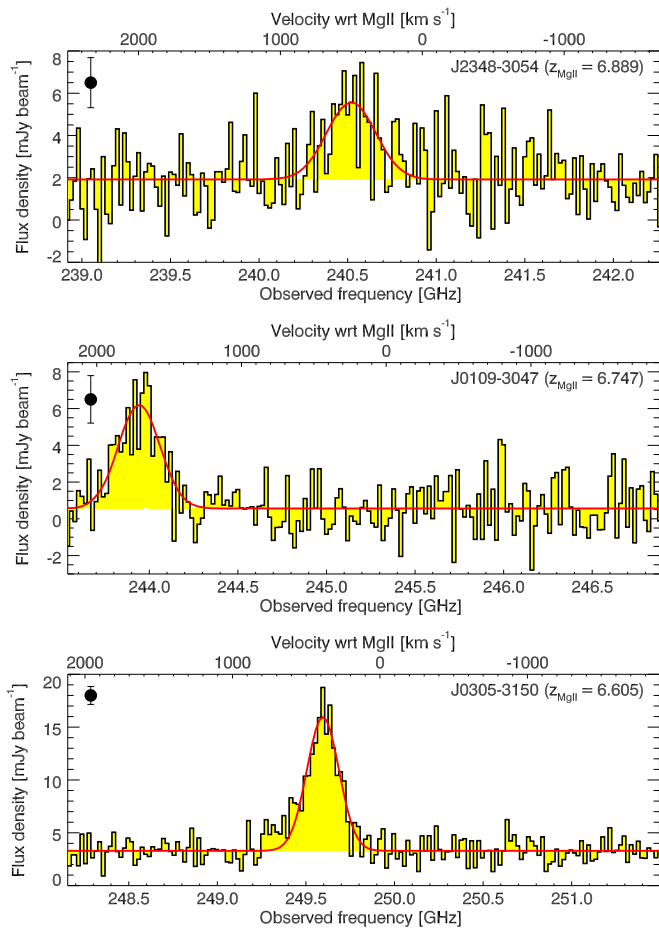 Velocity wrt MgII [km s⁻¹]
2000 1000 0 -1000
J2348-3054 (z_MgII = 6.889)
Flux density [mJy beam⁻¹]
8
6
4
2
0
-2
239.0 239.5 240.0 240.5 241.0 241.5 242.0
Observed frequency [GHz]
Velocity wrt MgII [km s⁻¹]
2000 1000 0 -1000
J0109-3047 (z_MgII = 6.747)
Flux density [mJy beam⁻¹]
8
6
4
2
0
-2
244.0 244.5 245.0 245.5 246.0 246.5
Observed frequency [GHz]
Velocity wrt MgII [km s⁻¹]
2000 1000 0 -1000
J0305-3150 (z_MgII = 6.605)
Flux density [mJy beam⁻¹]
20
15
10
5
0
248.5 249.0 249.5 250.0 250.5 251.0
Observed frequency [GHz]